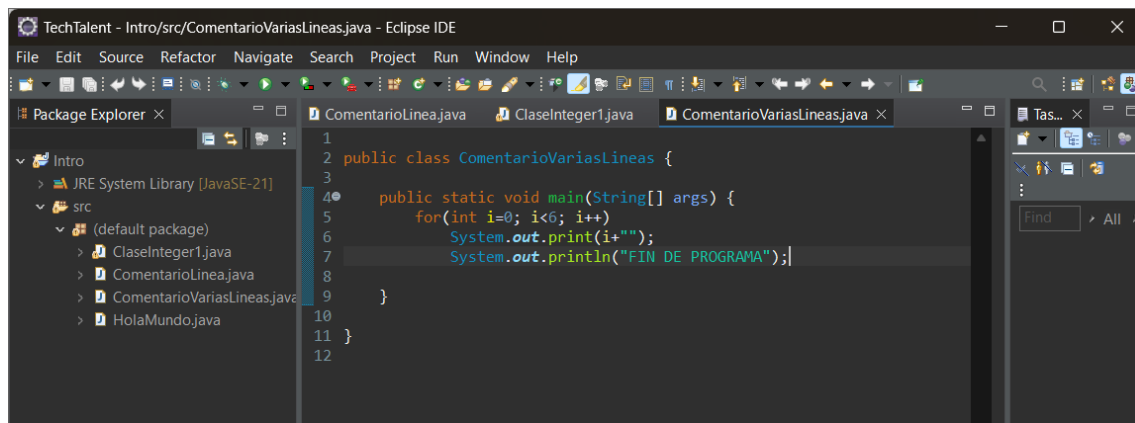 TechTalent - Intro/src/ComentarioVariasLineas.java - Eclipse IDE
File Edit Source Refactor Navigate Search Project Run Window Help
Package Explorer
ComentarioLinea.java ClaseInteger1.java ComentarioVariasLineas.java
Tas...
Intro
JRE System Library [JavaSE-21]
src
(default package)
ClaseInteger1.java
ComentarioLinea.java
ComentarioVariasLineas.java
HolaMundo.java
1
2 public class ComentarioVariasLineas {
3
4 public static void main(String[] args) {
5 for(int i=0; i<6; i++)
6 System.out.print(i+"");
7 System.out.println("FIN DE PROGRAMA");
8
9 }
10
11 }
12
Find All